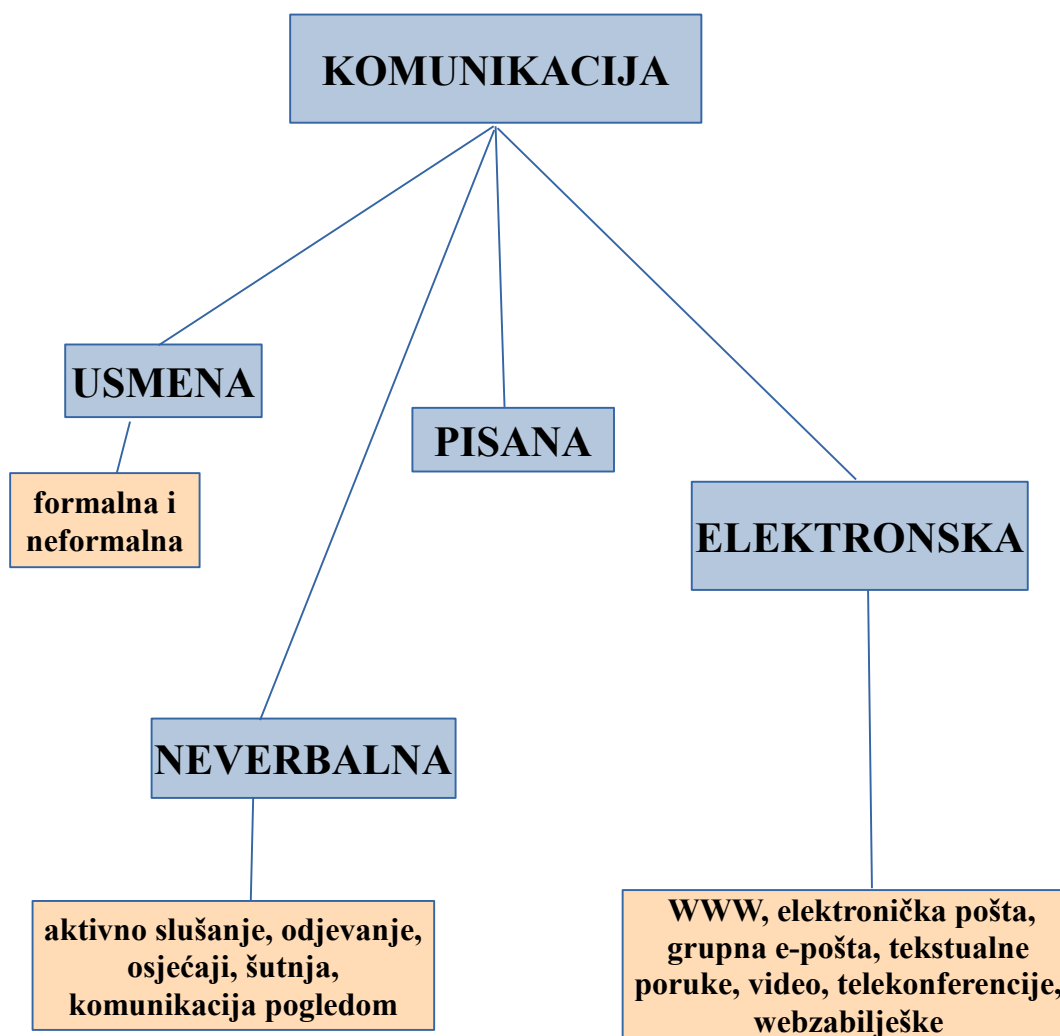 KOMUNIKACIJA
USMENA
formalna i
neformalna
PISANA
ELEKTRONSKA
NEVERBALNA
aktivno slušanje, odjevanje,
osjećaji, šutnja,
komunikacija pogledom
WWW, elektronička pošta,
grupna e-pošta, tekstualne
poruke, video, telekonferencije,
webzabilješke